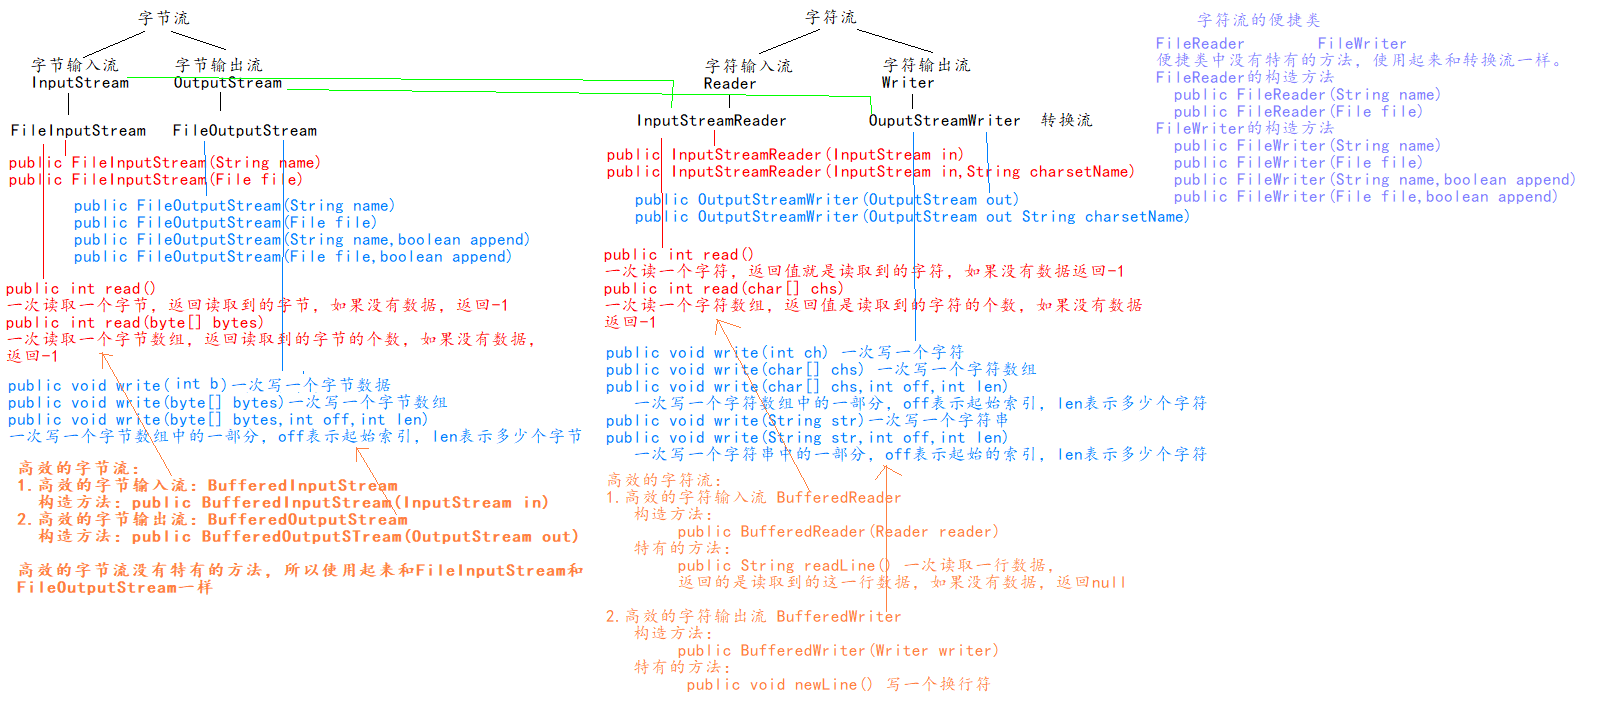 字节流
字节输入流
InputStream
字节输出流
OutputStream
FileInputStream
FileOutputStream
public FileInputStream(String name)
public FileInputStream(File file)
public FileOutputStream(String name)
public FileOutputStream(File file)
public FileOutputStream(String name,boolean append)
public FileOutputStream(File file,boolean append)
public int read()
一次读取一个字节，返回读取到的字节，如果没有数据，返回-1
public int read(byte[] bytes)
一次读取一个字节数组，返回读取到的字节的个数，如果没有数据，
返回-1
public void write(int b)一次写一个字节数据
public void write(byte[] bytes)一次写一个字节数组
public void write(byte[] bytes,int off,int len)
一次写一个字节数组中的一部分，off表示起始索引，len表示多少个字节
高效的字节流：
1.高效的字节输入流：BufferedInputStream
构造方法：public BufferedInputStream(InputStream in)
2.高效的字节输出流：BufferedOutputStream
构造方法：public BufferedOutputSTream(OutputStream out)
高效的字节流没有特有的方法，所以使用起来和FileInputStream和
FileOutputStream一样
字符流
字符输入流
Reader
字符输出流
Writer
InputStreamReader
OuputStreamWriter 转换流
public InputStreamReader(InputStream in)
public InputStreamReader(InputStream in,String charsetName)
public OutputStreamWriter(OutputStream out)
public OutputStreamWriter(OutputStream out String charsetName)
public int read()
一次读一个字符，返回值就是读取到的字符，如果没有数据返回-1
public int read(char[] chs)
一次读一个字符数组，返回值是读取到的字符的个数，如果没有数据
返回-1
public void write(int ch) 一次写一个字符
public void write(char[] chs) 一次写一个字符数组
public void write(char[] chs,int off,int len)
一次写一个字符数组中的一部分，off表示起始索引，len表示多少个字符
public void write(String str)一次写一个字符串
public void write(String str,int off,int len)
一次写一个字符串中的一部分，off表示起始的索引，len表示多少个字符
高效的字符流：
1.高效的字符输入流 BufferedReader
构造方法：
public BufferedReader(Reader reader)
特有的方法：
public String readLine() 一次读取一行数据，
返回的是读取到的这一行数据，如果没有数据，返回null
2.高效的字符输出流 BufferedWriter
构造方法：
public BufferedWriter(Writer writer)
特有的方法：
public void newLine() 写一个换行符
字符流的便捷类
FileReader FileWriter
便捷类中没有特有的方法，使用起来和转换流一样。
FileReader的构造方法
public FileReader(String name)
public FileReader(File file)
FileWriter的构造方法
public FileWriter(String name)
public FileWriter(File file)
public FileWriter(String name,boolean append)
public FileWriter(File file,boolean append)